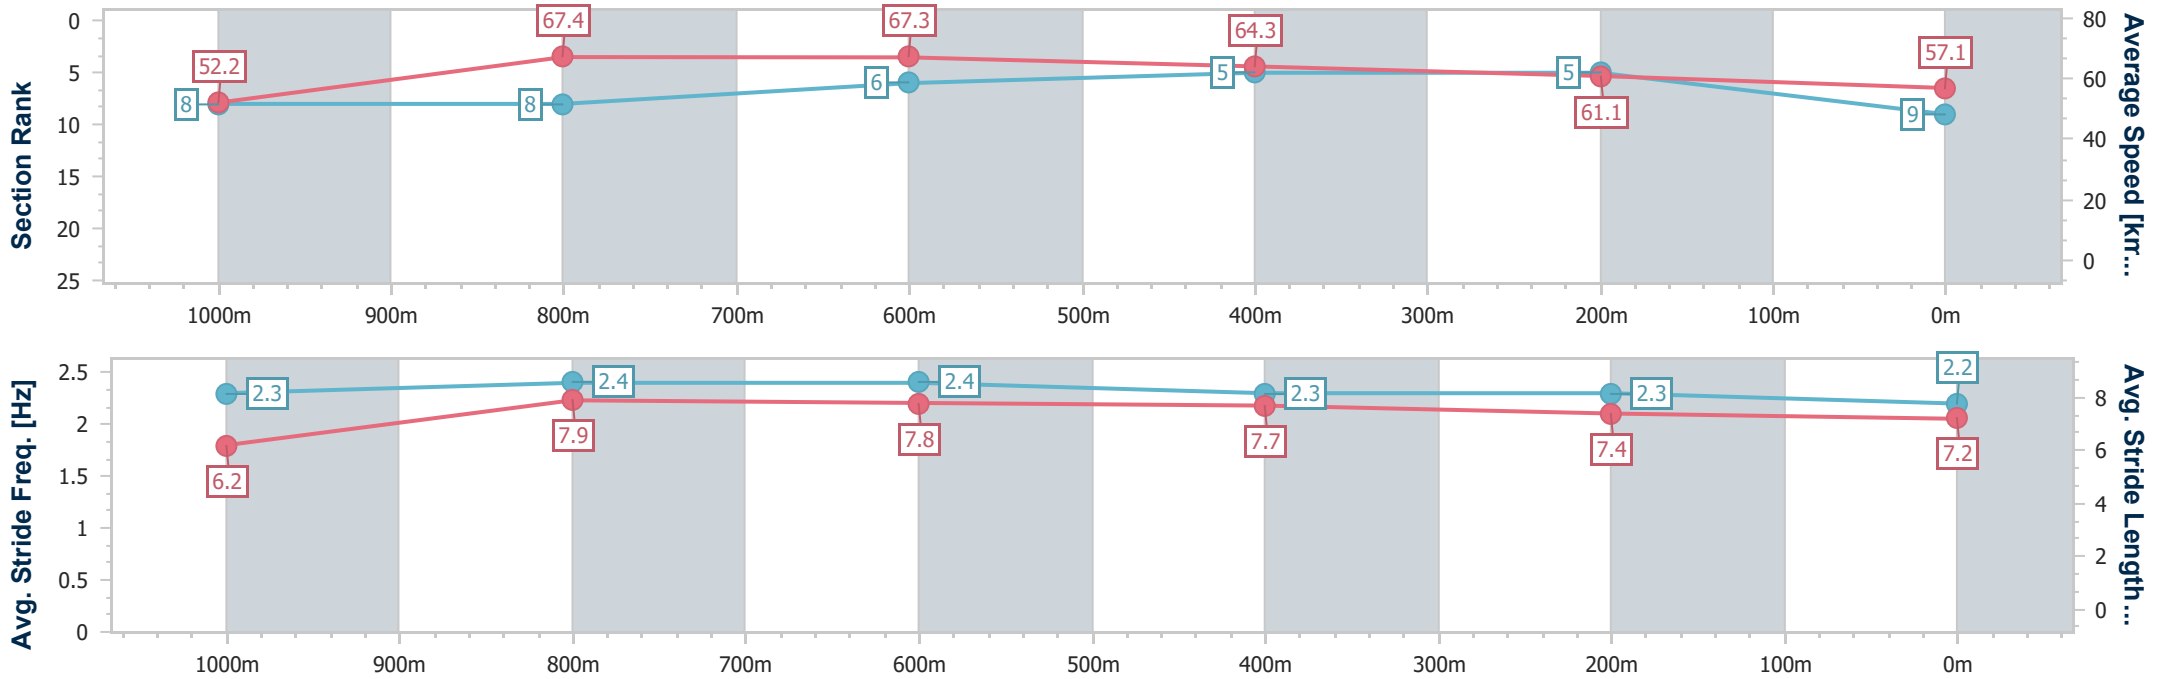 Section Rank
0
5
10
15
20
25
Average Speed [km...
80
60
40
20
0
52.2
67.4
67.3
64.3
61.1
57.1
8
8
6
5
5
9
1000m
900m
800m
700m
600m
500m
400m
300m
200m
100m
0m
Avg. Stride Freq. [Hz]
2.5
2
1.5
1
0.5
0
Avg. Stride Length...
8
6
4
2
0
2.3
2.4
2.4
2.3
2.3
2.2
6.2
7.9
7.8
7.7
7.4
7.2
1000m
900m
800m
700m
600m
500m
400m
300m
200m
100m
0m